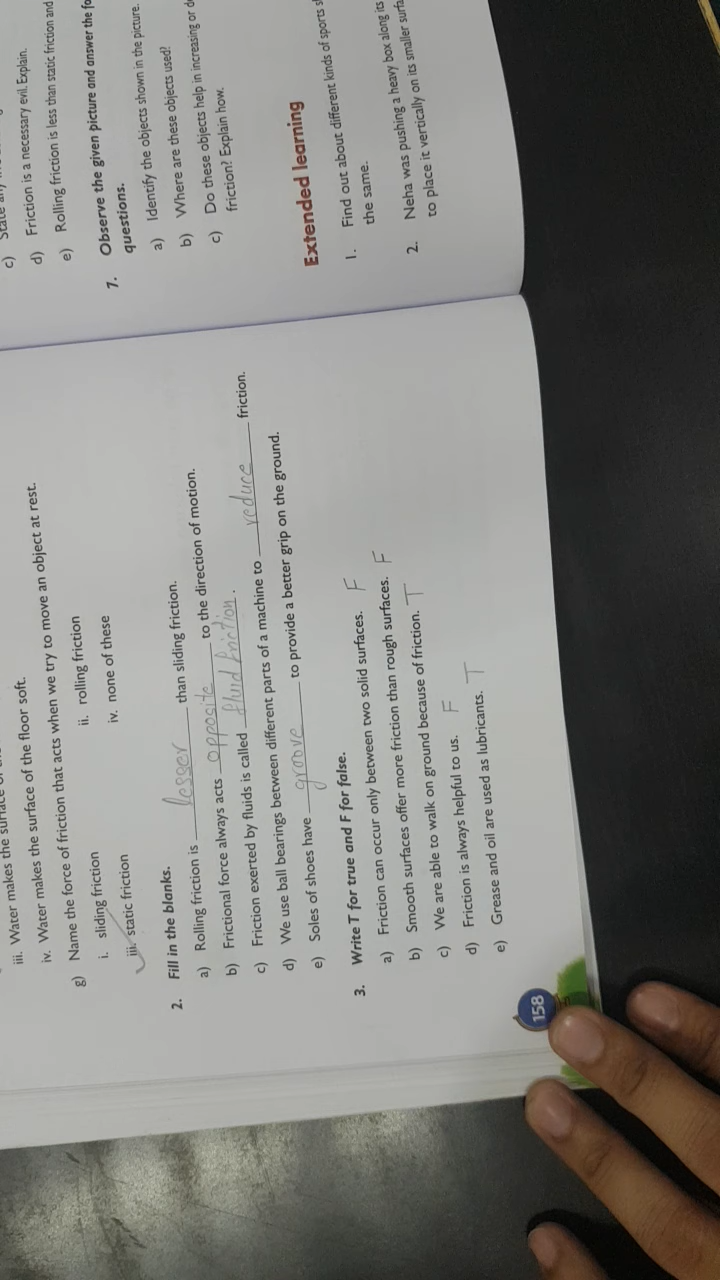 iii. Water makes the surface
iv. Water makes the surface of the floor soft.
g) Name the force of friction that acts when we try to move an object at rest.
i. sliding friction ii. rolling friction
iii. static friction iv. none of these
2. Fill in the blanks.
a) Rolling friction is lesser than sliding friction.
b) Frictional force always acts opposite to the direction of motion.
c) Friction exerted by fluids is called fluid friction.
d) We use ball bearings between different parts of a machine to reduce friction.
e) Soles of shoes have groove to provide a better grip on the ground.
3. Write T for true and F for false.
a) Friction can occur only between two solid surfaces. F
b) Smooth surfaces offer more friction than rough surfaces. F
c) We are able to walk on ground because of friction. T
d) Friction is always helpful to us. F
e) Grease and oil are used as lubricants. T
158
c) State any
d) Friction is a necessary evil. Explain.
e) Rolling friction is less than static friction and
7. Observe the given picture and answer the
questions.
a) Identify the objects shown in the picture.
b) Where are these objects used?
c) Do these objects help in increasing or
friction? Explain how.
Extended learning
1. Find out about different kinds of sports
the same.
2. Neha was pushing a heavy box along its
to place it vertically on its smaller